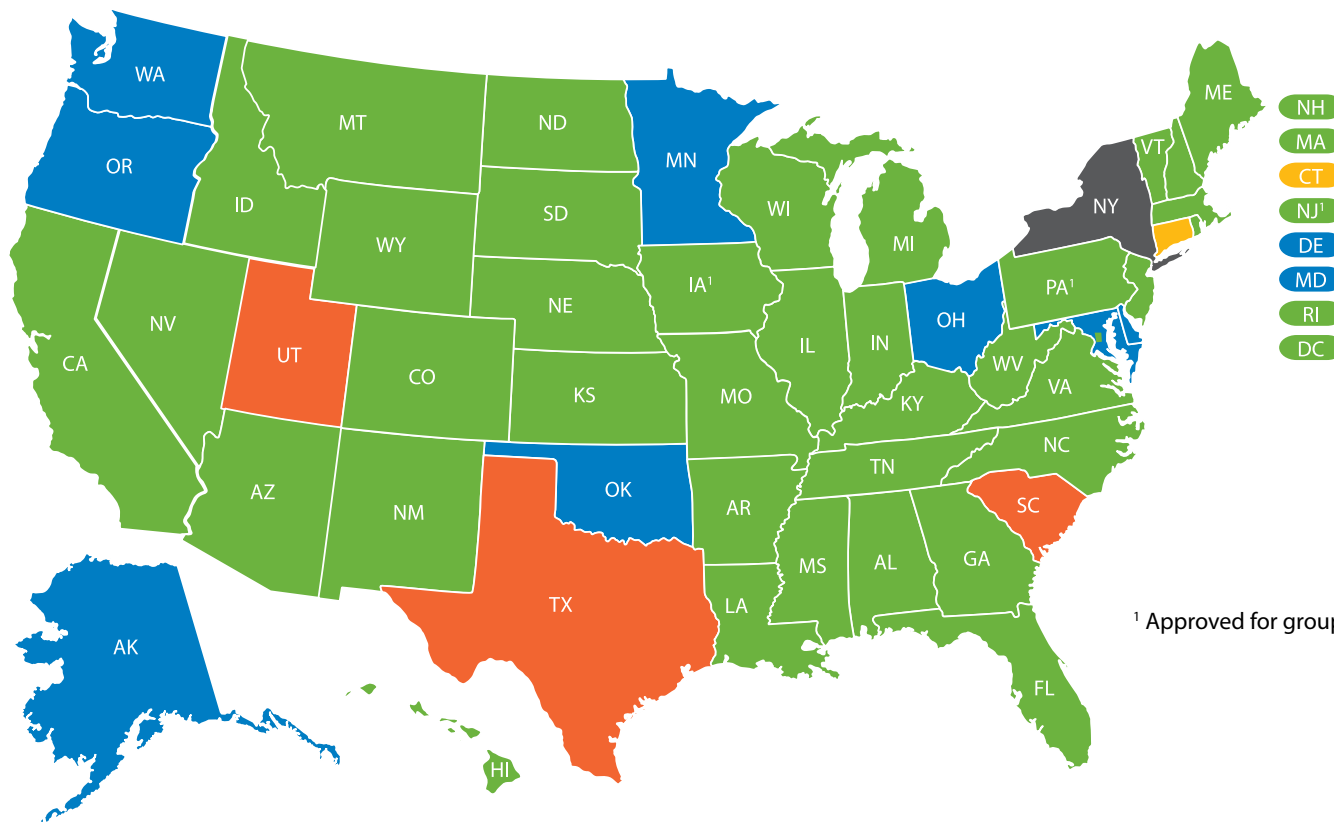 WA
MT
ND
MN
ME
NH
MA
VT
OR
CT
ID
SD
WI
NY
NJ¹
WY
MI
DE
MD
IA¹
PA¹
NE
RI
NV
OH
UT
IL
IN
DC
CA
CO
WV
VA
KS
MO
KY
NC
TN
AZ
OK
NM
AR
SC
MS
AL
GA
TX
LA
¹ Approved for group
AK
FL
HI